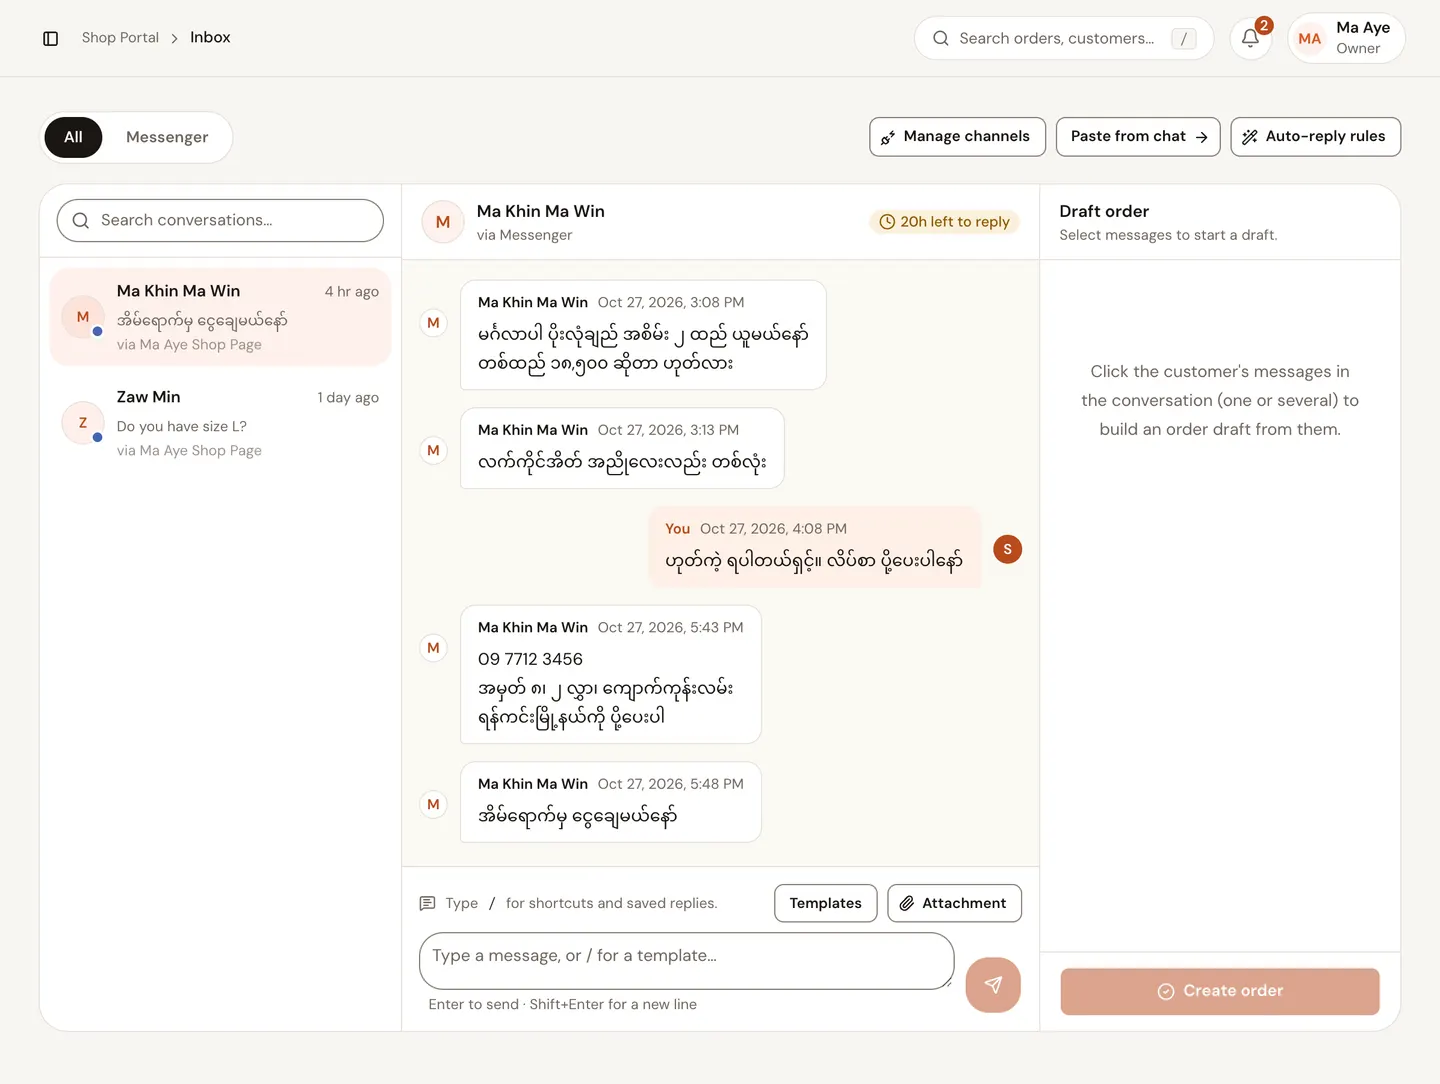 Shop Portal > Inbox
Search orders, customers... /
2
MA
Ma Aye
Owner
All
Messenger
Manage channels
Paste from chat →
Auto-reply rules
Search conversations...
M
Ma Khin Ma Win
4 hr ago
အိမ်ရောက်မှ ငွေချေမယ်နော်
via Ma Aye Shop Page
Z
Zaw Min
1 day ago
Do you have size L?
via Ma Aye Shop Page
M
Ma Khin Ma Win
via Messenger
20h left to reply
M
Ma Khin Ma Win Oct 27, 2026, 3:08 PM
မင်္ဂလာပါ ပိုးလုံချည် အစိမ်း ၂ ထည် ယူမယ်နော်
တစ်ထည် ၁၈,၅၀၀ ဆိုတာ ဟုတ်လား
M
Ma Khin Ma Win Oct 27, 2026, 3:13 PM
လက်ကိုင်အိတ် အညိုလေးလည်း တစ်လုံး
You Oct 27, 2026, 4:08 PM
ဟုတ်ကဲ့ ရပါတယ်ရှင့်။ လိပ်စာ ပို့ပေးပါနော်
S
M
Ma Khin Ma Win Oct 27, 2026, 5:43 PM
09 7712 3456
အမှတ် ၈၊ ၂ လွှာ၊ ကျောက်ကုန်းလမ်း
ရန်ကင်းမြို့နယ်ကို ပို့ပေးပါ
M
Ma Khin Ma Win Oct 27, 2026, 5:48 PM
အိမ်ရောက်မှ ငွေချေမယ်နော်
Type / for shortcuts and saved replies.
Templates
Attachment
Type a message, or / for a template...
Enter to send · Shift+Enter for a new line
Draft order
Select messages to start a draft.
Click the customer's messages in
the conversation (one or several) to
build an order draft from them.
Create order